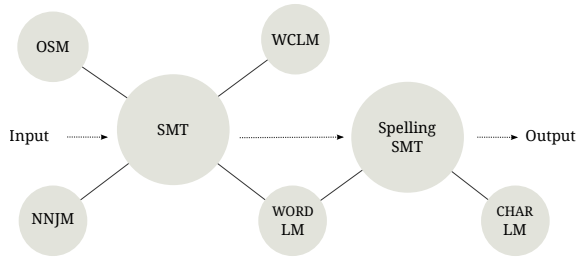 OSM
WCLM
Input
SMT
Spelling
SMT
Output
NNJM
WORD
LM
CHAR
LM